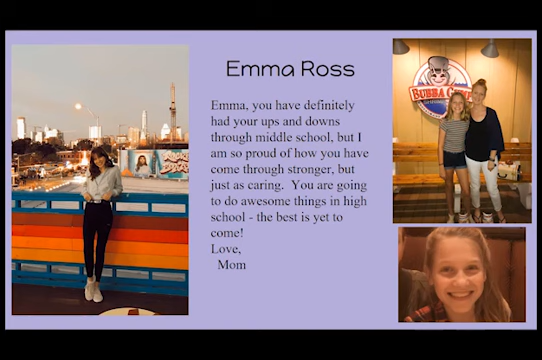 Emma Ross
Emma, you have definitely
had your ups and downs
through middle school, but I
am so proud of how you have
come through stronger, but
just as caring. You are going
to do awesome things in high
school - the best is yet to
come!
Love,
Mom
BUBBA GUMP
SHRIMP